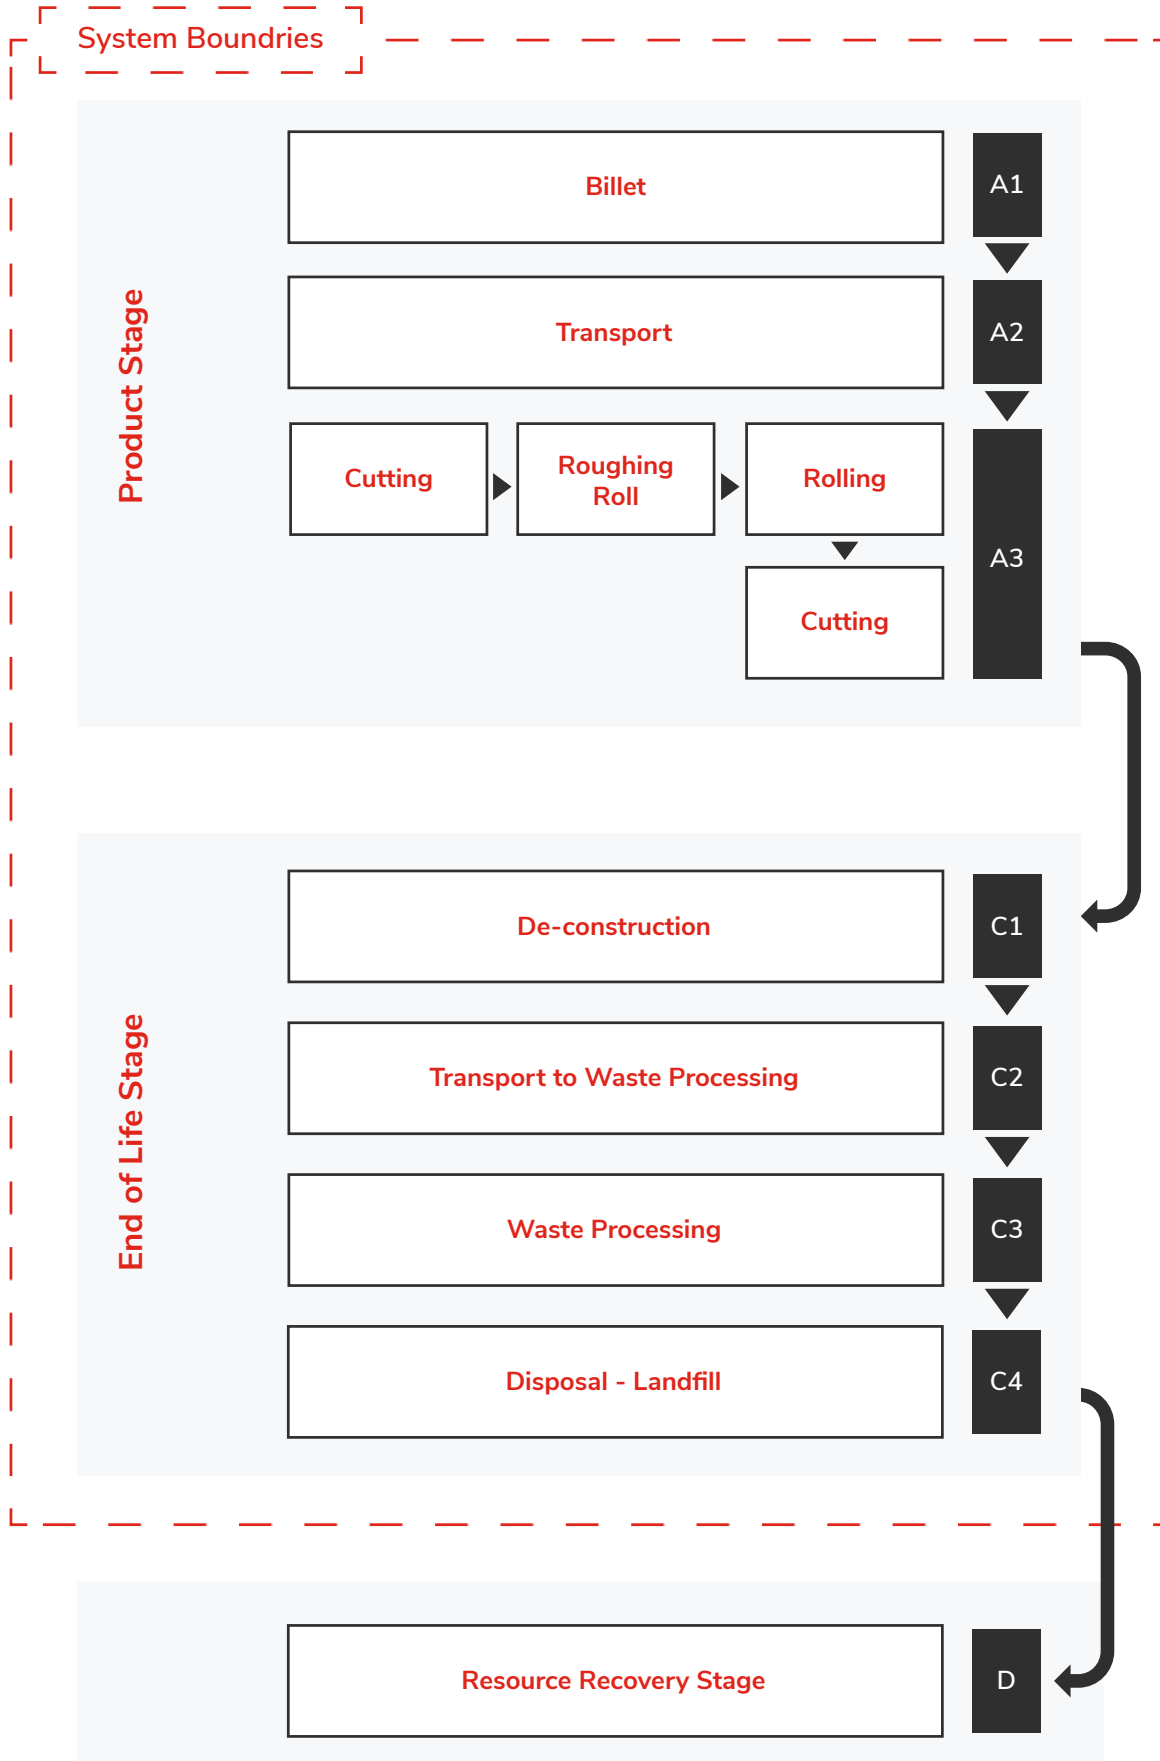 System Boundries
Product Stage
Billet
A1
Transport
A2
Cutting
Roughing
Roll
Rolling
A3
Cutting
End of Life Stage
De-construction
C1
Transport to Waste Processing
C2
Waste Processing
C3
Disposal - Landfill
C4
Resource Recovery Stage
D